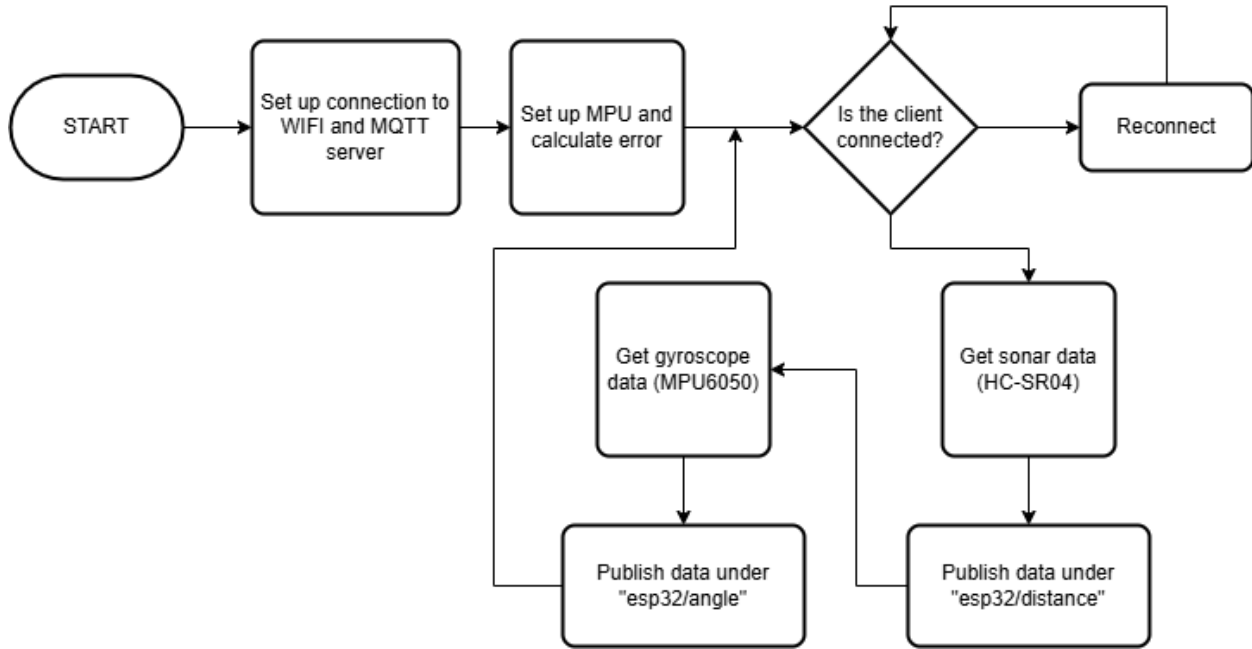 START
Set up connection to
WIFI and MQTT
server
Set up MPU and
calculate error
Is the client
connected?
Reconnect
Get gyroscope
data (MPU6050)
Get sonar data
(HC-SR04)
Publish data under
"esp32/angle"
Publish data under
"esp32/distance"